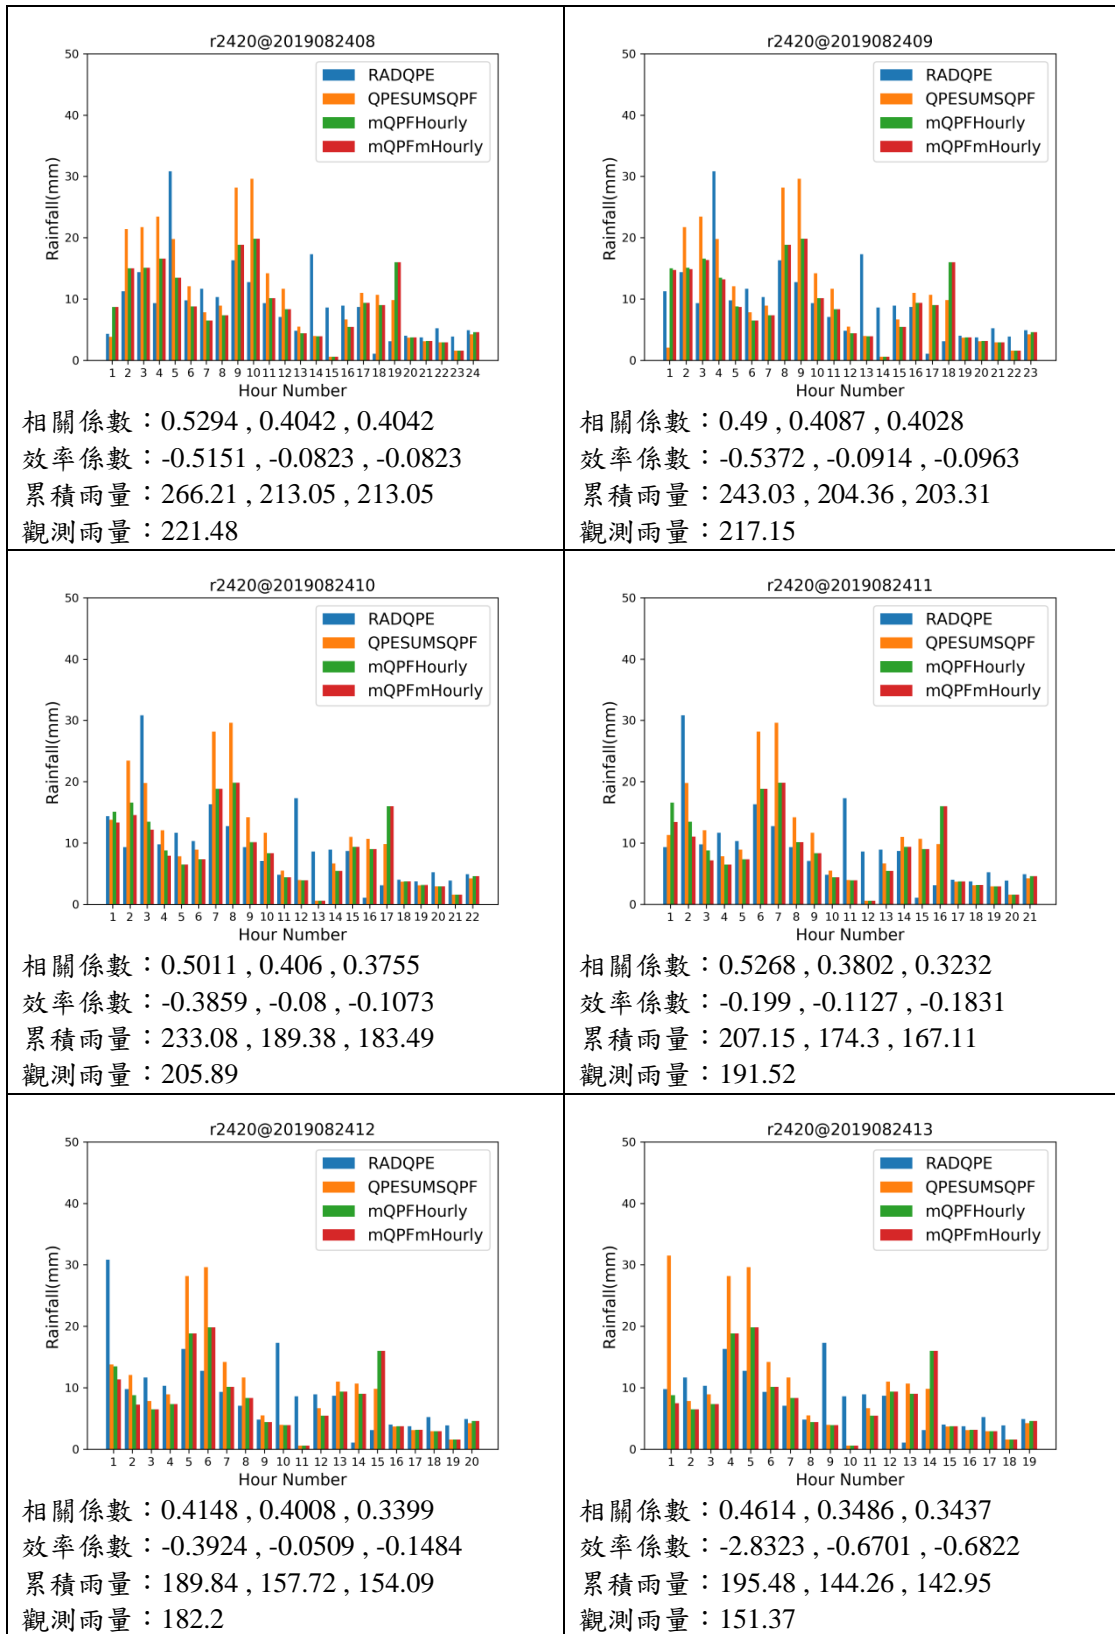 r2420@2019082408
50
40
30
20
10
0
Rainfall(mm)
RADQPE
QPESUMSQPF
mQPFHourly
mQPFmHourly
1 2 3 4 5 6 7 8 9 10 11 12 13 14 15 16 17 18 19 20 21 22 23 24
Hour Number
相關係數：0.5294 , 0.4042 , 0.4042
效率係數：-0.5151 , -0.0823 , -0.0823
累積雨量：266.21 , 213.05 , 213.05
觀測雨量：221.48
r2420@2019082409
50
40
30
20
10
0
Rainfall(mm)
RADQPE
QPESUMSQPF
mQPFHourly
mQPFmHourly
1 2 3 4 5 6 7 8 9 10 11 12 13 14 15 16 17 18 19 20 21 22 23
Hour Number
相關係數：0.49 , 0.4087 , 0.4028
效率係數：-0.5372 , -0.0914 , -0.0963
累積雨量：243.03 , 204.36 , 203.31
觀測雨量：217.15
r2420@2019082410
50
40
30
20
10
0
Rainfall(mm)
RADQPE
QPESUMSQPF
mQPFHourly
mQPFmHourly
1 2 3 4 5 6 7 8 9 10 11 12 13 14 15 16 17 18 19 20 21 22
Hour Number
相關係數：0.5011 , 0.406 , 0.3755
效率係數：-0.3859 , -0.08 , -0.1073
累積雨量：233.08 , 189.38 , 183.49
觀測雨量：205.89
r2420@2019082411
50
40
30
20
10
0
Rainfall(mm)
RADQPE
QPESUMSQPF
mQPFHourly
mQPFmHourly
1 2 3 4 5 6 7 8 9 10 11 12 13 14 15 16 17 18 19 20 21
Hour Number
相關係數：0.5268 , 0.3802 , 0.3232
效率係數：-0.199 , -0.1127 , -0.1831
累積雨量：207.15 , 174.3 , 167.11
觀測雨量：191.52
r2420@2019082412
50
40
30
20
10
0
Rainfall(mm)
RADQPE
QPESUMSQPF
mQPFHourly
mQPFmHourly
1 2 3 4 5 6 7 8 9 10 11 12 13 14 15 16 17 18 19 20
Hour Number
相關係數：0.4148 , 0.4008 , 0.3399
效率係數：-0.3924 , -0.0509 , -0.1484
累積雨量：189.84 , 157.72 , 154.09
觀測雨量：182.2
r2420@2019082413
50
40
30
20
10
0
Rainfall(mm)
RADQPE
QPESUMSQPF
mQPFHourly
mQPFmHourly
1 2 3 4 5 6 7 8 9 10 11 12 13 14 15 16 17 18 19
Hour Number
相關係數：0.4614 , 0.3486 , 0.3437
效率係數：-2.8323 , -0.6701 , -0.6822
累積雨量：195.48 , 144.26 , 142.95
觀測雨量：151.37